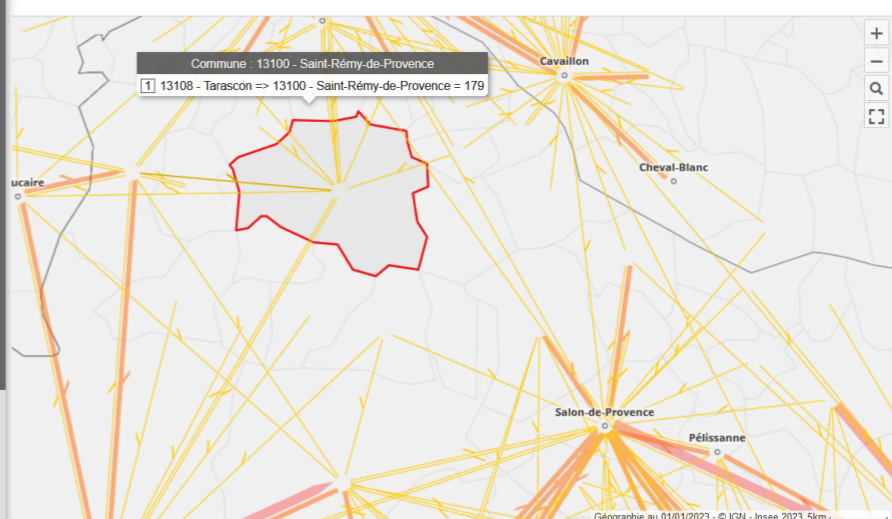 Commune : 13100 - Saint-Rémy-de-Provence
1 13108 - Tarascon => 13100 - Saint-Rémy-de-Provence = 179
Cavaillon
+
−
Cheval-Blanc
ucaire
Salon-de-Provence
Pélissanne
Géographie au 01/01/2023 - © IGN - Insee 2023 5km